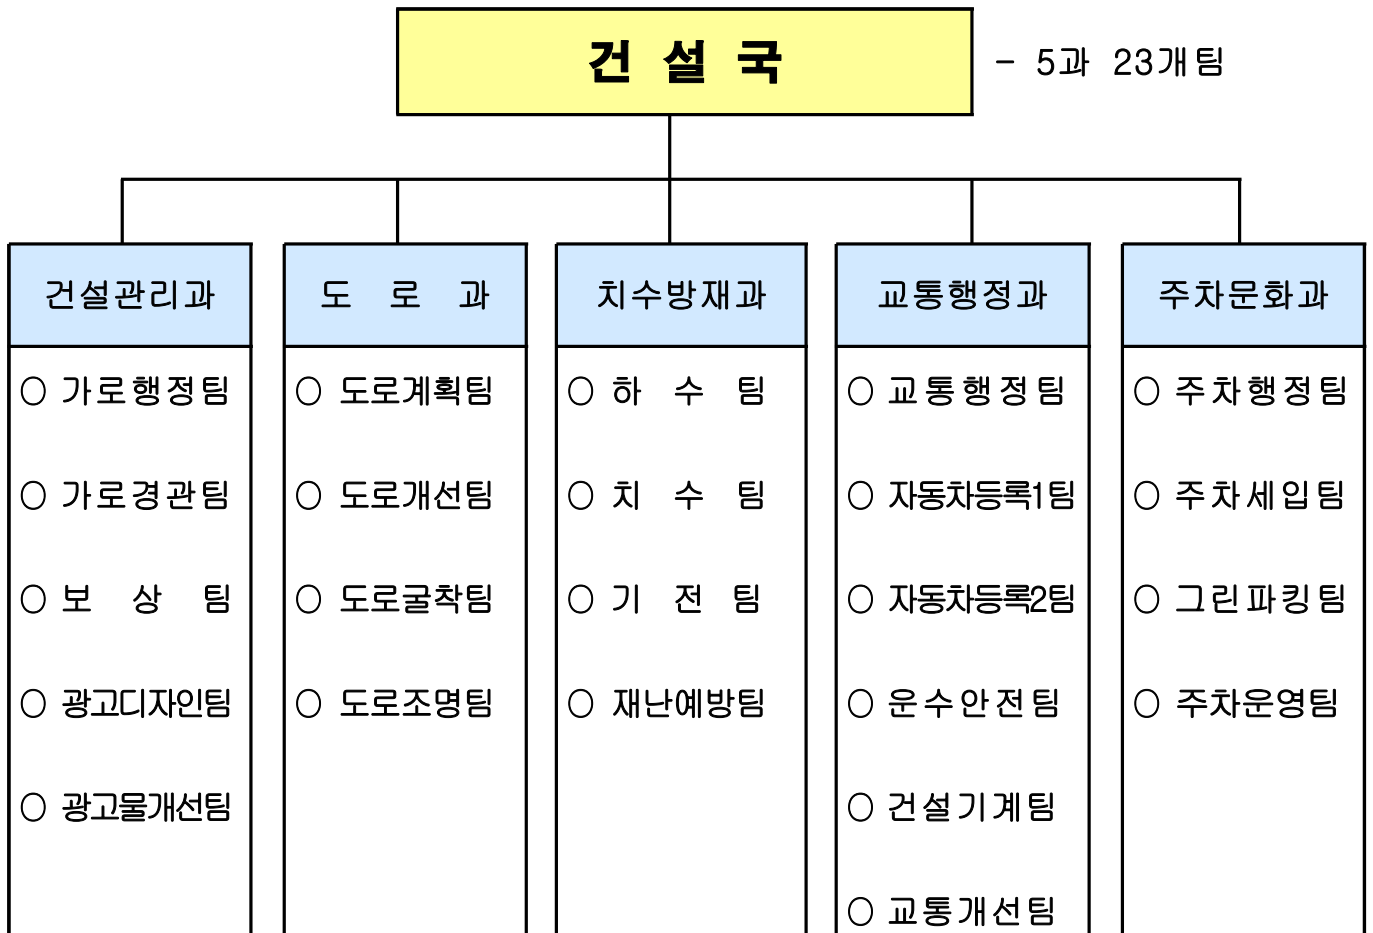 건 설 국
- 5과 23개팀
건설관리과 도 로 과 치수방재과 교통행정과 주차문화과
○ 가로행정팀 ○ 도로계획팀 ○ 하 수 팀 ○ 교통행정팀 ○ 주차행정팀
○ 가로경관팀 ○ 도로개선팀 ○ 치 수 팀 ○ 자동차등록1팀 ○ 주차세입팀
○ 보 상 팀 ○ 도로굴착팀 ○ 기 전 팀 ○ 자동차등록2팀 ○ 그린파킹팀
○ 광고디자인팀 ○ 도로조명팀 ○ 재난예방팀 ○ 운수안전팀 ○ 주차운영팀
○ 광고물개선팀 ○ 건설기계팀
○ 교통개선팀